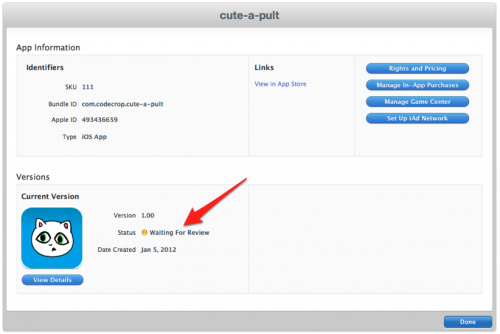 cute-a-pult
App Information
Identifiers
SKU 111
Bundle ID com.codecrop.cute-a-pult
Apple ID 493436659
Type iOS App
Links
View in App Store
Rights and Pricing
Manage In-App Purchases
Manage Game Center
Set Up iAd Network
Versions
Current Version
Version 1.00
Status Waiting For Review
Date Created Jan 5, 2012
View Details
Done